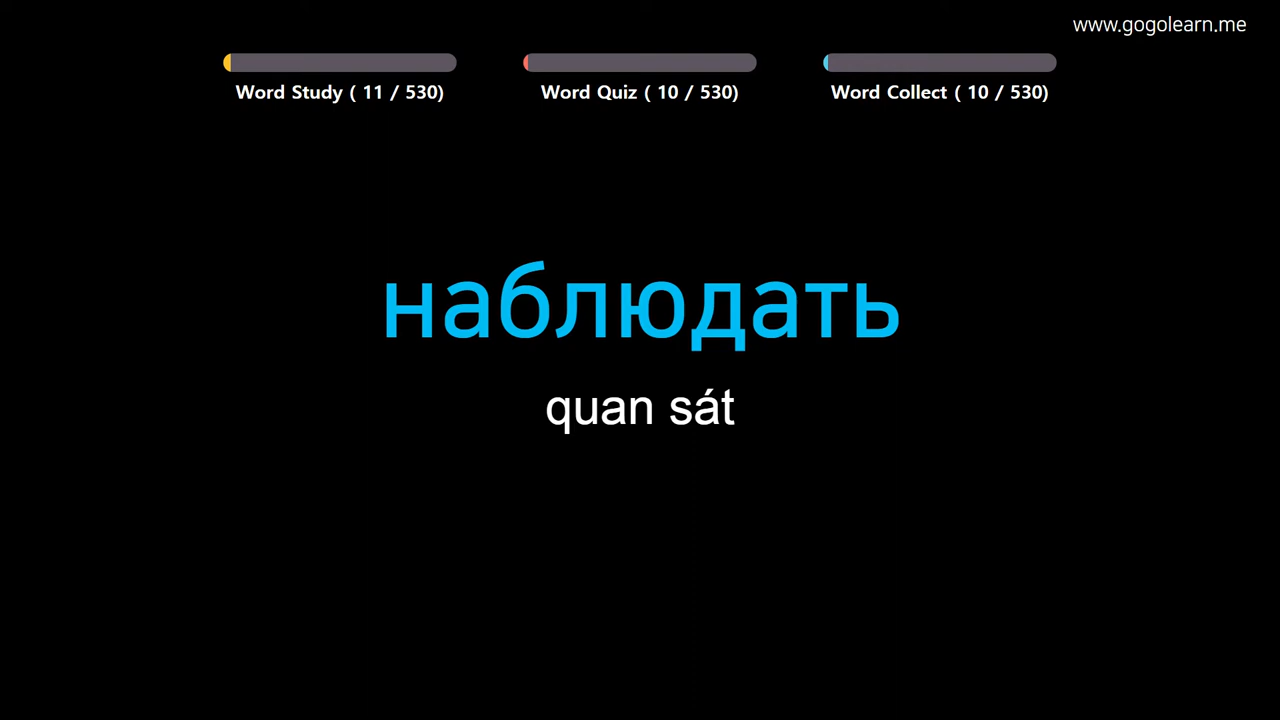 www.gogolearn.me
Word Study ( 11 / 530)
Word Quiz ( 10 / 530)
Word Collect ( 10 / 530)
наблюдать
quan sát